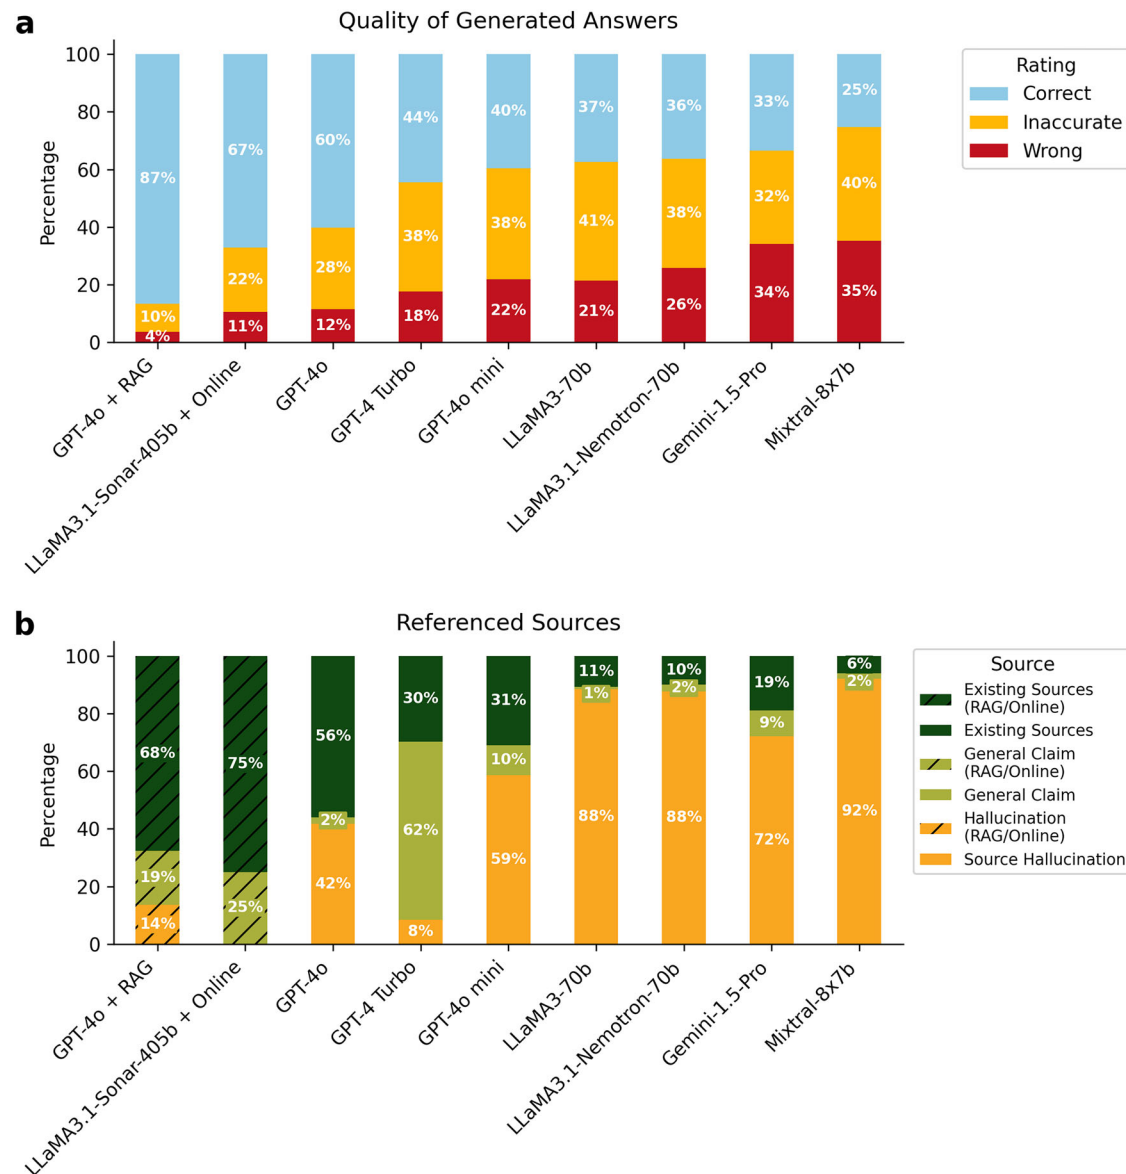 a
Quality of Generated Answers
Percentage
100
80
60
40
20
0
87%
10%
4%
67%
22%
11%
60%
28%
12%
44%
38%
18%
40%
38%
22%
37%
41%
21%
36%
38%
26%
33%
32%
34%
25%
40%
35%
GPT-4o + RAG
LLaMA3.1-Sonar-405b + Online
GPT-4o
GPT-4 Turbo
GPT-4o mini
LLaMA3-70b
LLaMA3.1-Nemotron-70b
Gemini-1.5-Pro
Mixtral-8x7b
Rating
Correct
Inaccurate
Wrong
b
Referenced Sources
Percentage
100
80
60
40
20
0
68%
19%
14%
75%
25%
56%
2%
42%
30%
62%
8%
31%
10%
59%
11%
1%
88%
10%
2%
88%
19%
9%
72%
6%
2%
92%
GPT-4o + RAG
LLaMA3.1-Sonar-405b + Online
GPT-4o
GPT-4 Turbo
GPT-4o mini
LLaMA3-70b
LLaMA3.1-Nemotron-70b
Gemini-1.5-Pro
Mixtral-8x7b
Source
Existing Sources
(RAG/Online)
Existing Sources
General Claim
(RAG/Online)
General Claim
Hallucination
(RAG/Online)
Source Hallucination